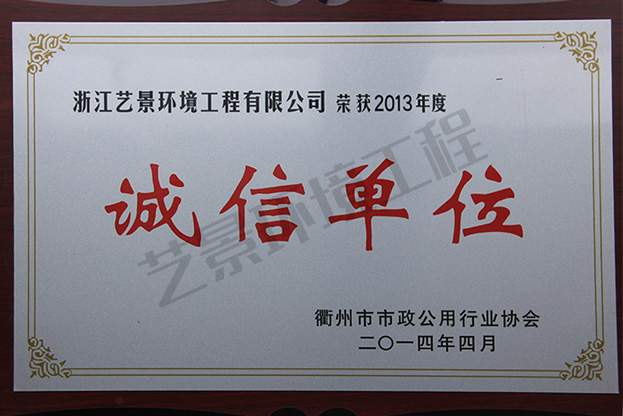 浙江艺景环境工程有限公司 荣获2013年度
诚信单位
艺景环境工程
衢州市市政公用行业协会
二〇一四年四月